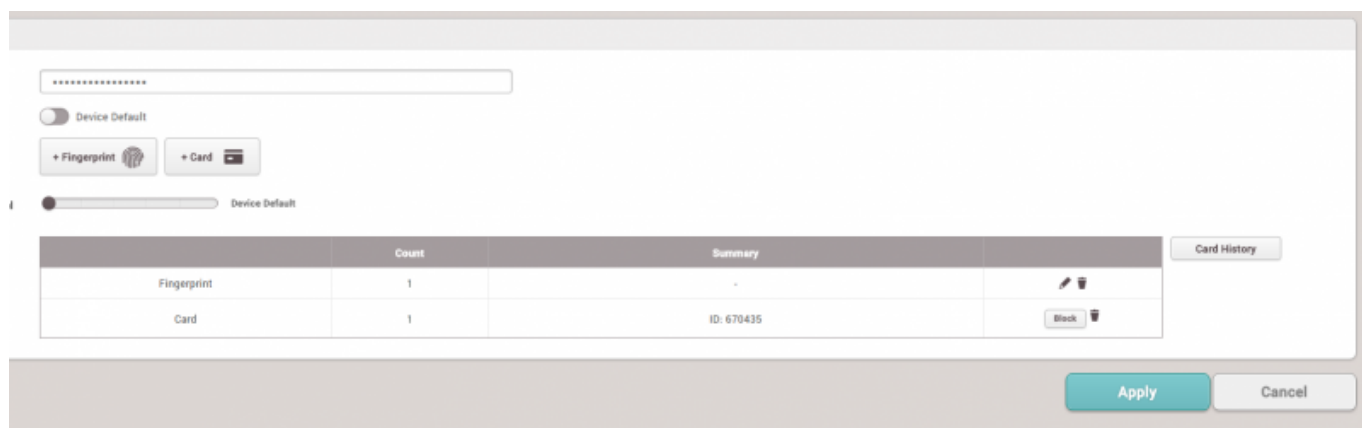 ****************
Device Default
+ Fingerprint + Card
Device Default
Count Summary
Card History
Fingerprint 1 -
Card 1 ID: 670435 Block
Apply Cancel